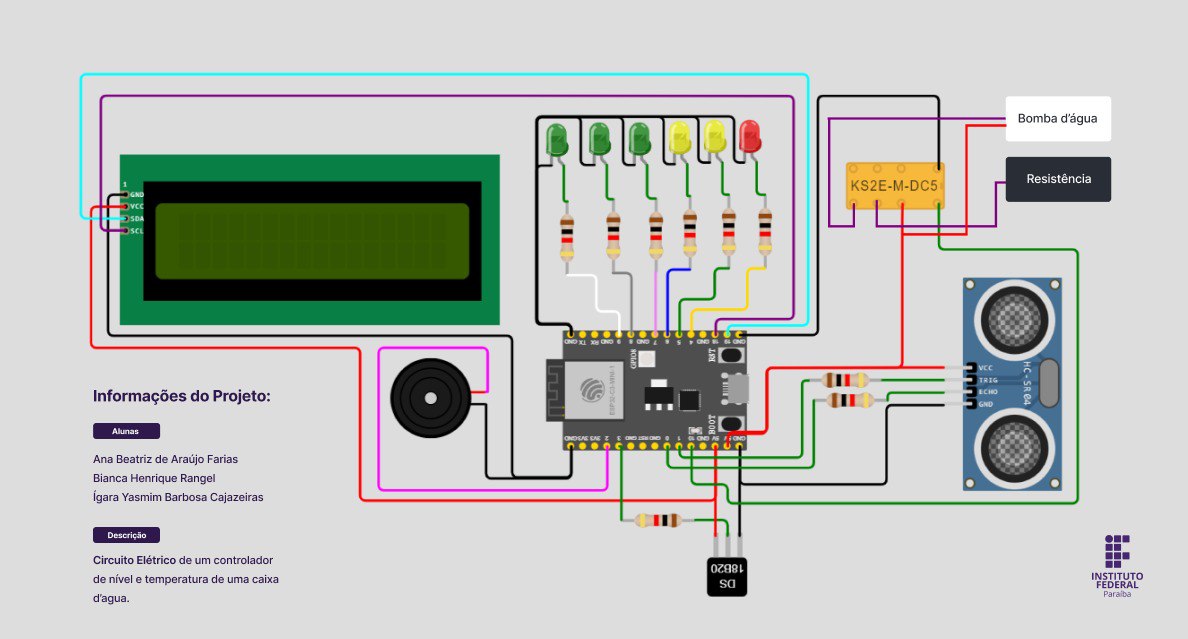 Bomba d'água
Resistência
KS2E-M-DC5
1
GND
VCC
SDA
SCL
GND TX RX GND 9 8 GND 7 6 5 4 GND 18 19 GND
GPIO8
RST
ESP32-C3-MINI-1
BOOT
GND 3V3 3V3 2 3 GND RST GND 0 1 10 GND 5V 5V GND
HC-SR04
VCC
TRIG
ECHO
GND
DS
18B20
Informações do Projeto:
Alunas
Ana Beatriz de Araújo Farias
Bianca Henrique Rangel
Ígara Yasmim Barbosa Cajazeiras
Descrição
Circuito Elétrico de um controlador
de nível e temperatura de uma caixa
d'agua.
INSTITUTO
FEDERAL
Paraíba